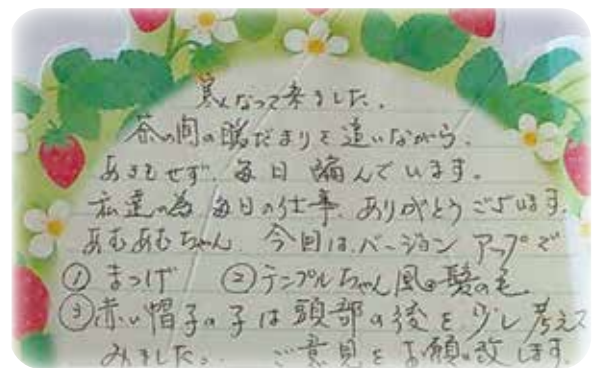 寒くなって来ました。
茶の間の陽だまりを追いながら、
あきもせず、毎日 編んでいます。
私達の為 毎日の仕事、ありがとうございます。
あむあむちゃん 今回は、バージョン アップで
① まつげ ②テンプルちゃん風の髪の毛
③赤い帽子の子は頭部の後を少し考えて
みました。 ご意見をお願い致します。